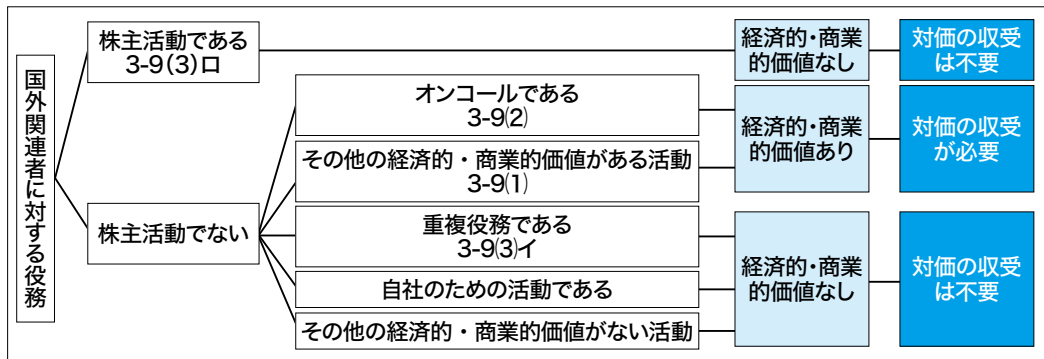 国外関連者に対する役務
株主活動である
3-9(3)ロ
経済的・商業
的価値なし
対価の収受
は不要
株主活動でない
オンコールである
3-9(2)
その他の経済的・商業的価値がある活動
3-9(1)
経済的・商業
的価値あり
対価の収受
が必要
重複役務である
3-9(3)イ
自社のための活動である
その他の経済的・商業的価値がない活動
経済的・商業
的価値なし
対価の収受
は不要